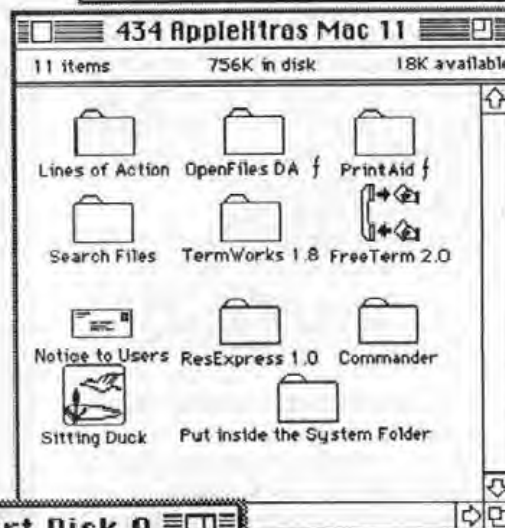 434 AppleXtras Mac 11
11 items 756K in disk 18K available
Lines of Action OpenFiles DA ƒ PrintAid ƒ
Search Files TermWorks 1.8 FreeTerm 2.0
Notice to Users ResExpress 1.0 Commander
Sitting Duck Put inside the System Folder
Disk